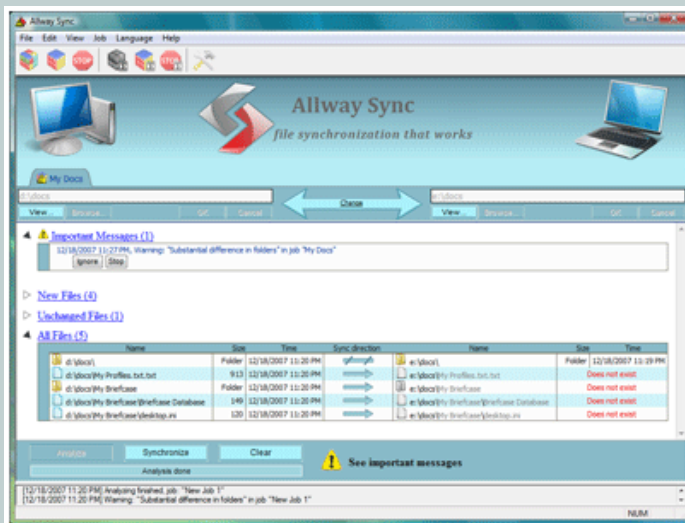 Allway Sync
File Edit View Job Language Help
Allway Sync
file synchronization that works
My Docs
d:\docs Change e:\docs
View... Browse... Off Cancel View... Browse... Off Cancel
Important Messages (1)
12/18/2007 11:27 PM, Warning: "Substantial difference in folders" in job "My Docs"
Ignore Stop
New Files (4)
Unchanged Files (1)
All Files (5)
Name Size Time Sync direction Name Size Time
d:\docs\ Folder 12/18/2007 11:20 PM e:\docs\ Folder 12/18/2007 11:19 PM
d:\docs\My Profiles.txt.txt 913 12/18/2007 11:20 PM e:\docs\My Profiles.txt.txt Does not exist
d:\docs\My Briefcase Folder 12/18/2007 11:20 PM e:\docs\My Briefcase Does not exist
d:\docs\My Briefcase\Briefcase Database 149 12/18/2007 11:20 PM e:\docs\My Briefcase\Briefcase Database Does not exist
d:\docs\My Briefcase\desktop.ini 120 12/18/2007 11:20 PM e:\docs\My Briefcase\desktop.ini Does not exist
Analyze Synchronize Clear
Analysis done
See important messages
[12/18/2007 11:20 PM] Analyzing finished, job: "New Job 1"
[12/18/2007 11:20 PM] Warning: "Substantial difference in folders" in job "New Job 1"
NUM